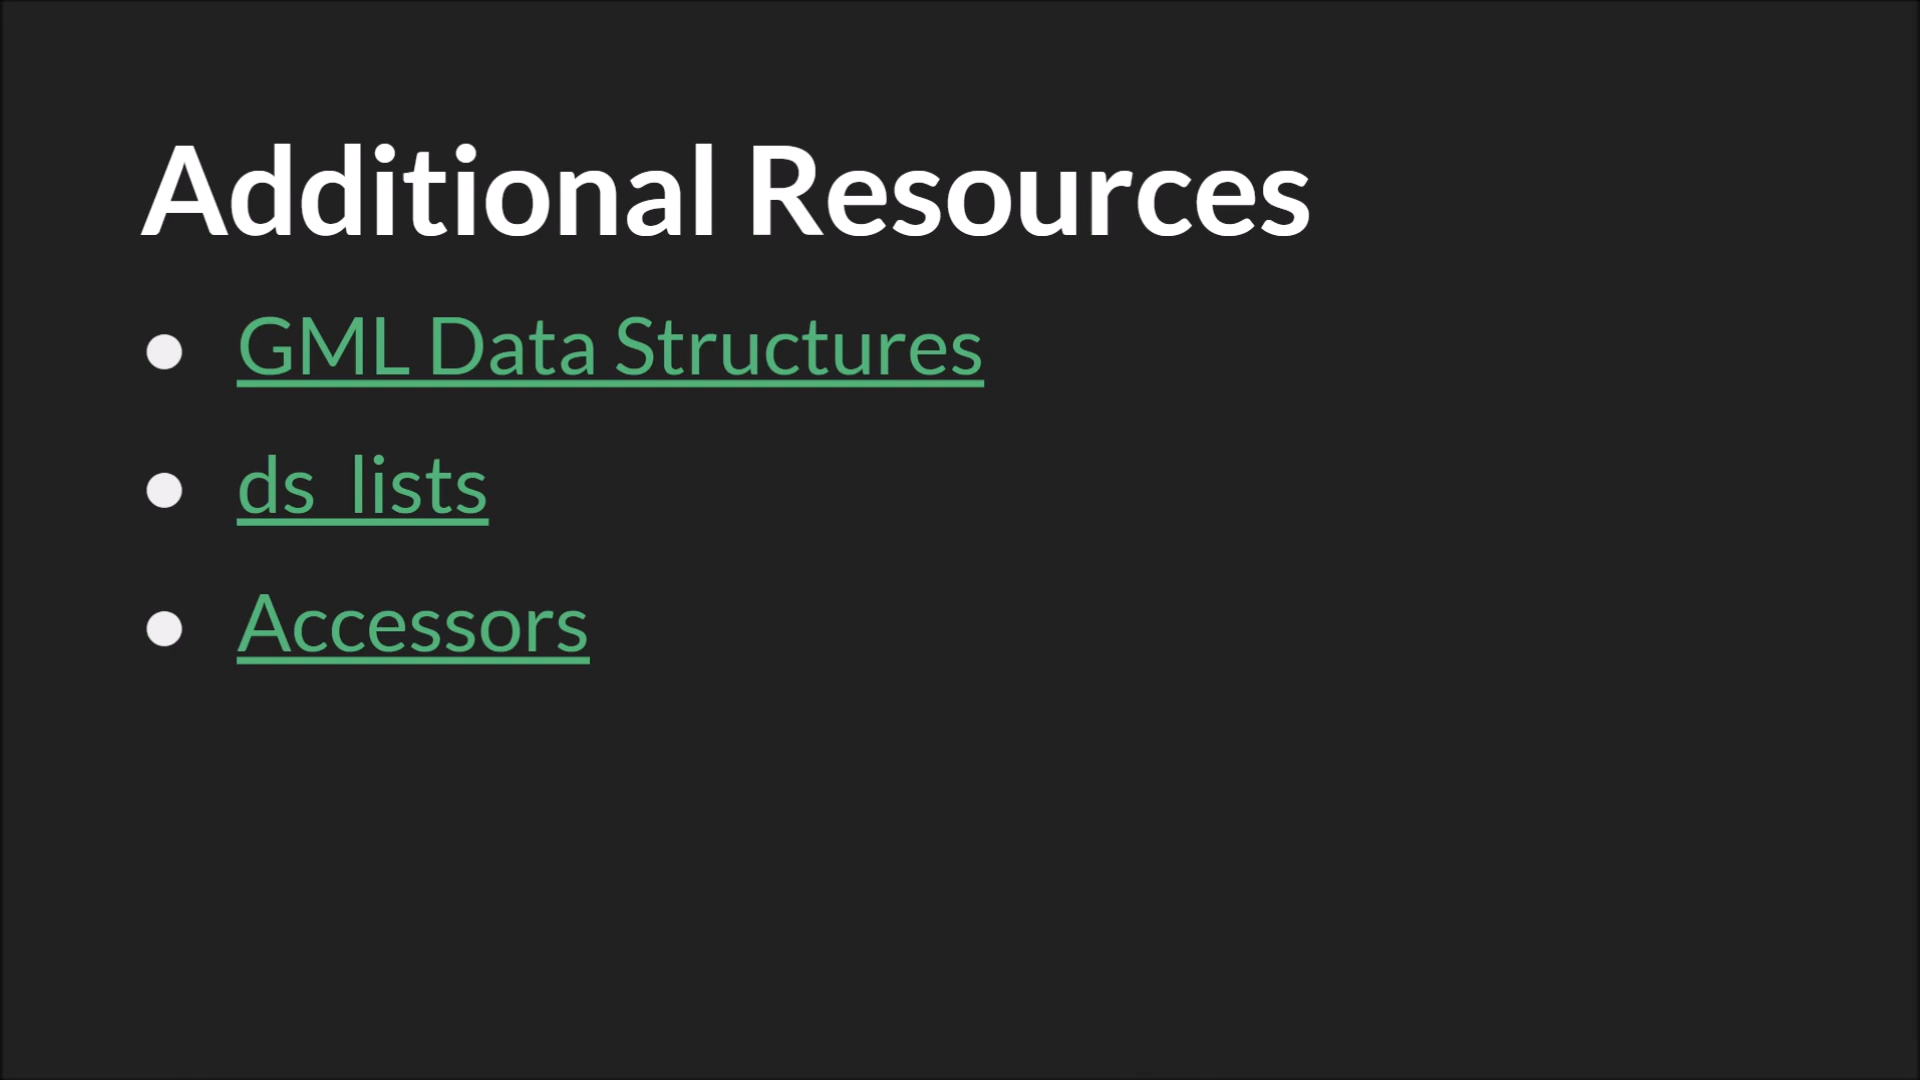 Additional Resources
● GML Data Structures
● ds_lists
● Accessors